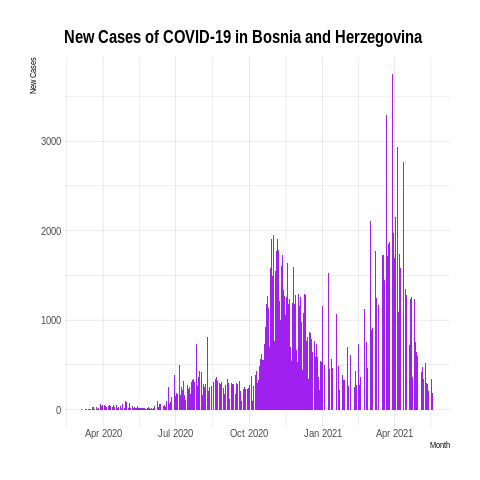 New Cases of COVID-19 in Bosnia and Herzegovina
New Cases
3000
2000
1000
0
Apr 2020 Jul 2020 Oct 2020 Jan 2021 Apr 2021
Month